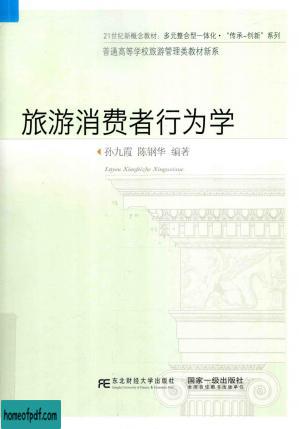 21世纪新概念教材：多元整合型一体化·“传承-创新”系列
普通高等学校旅游管理类教材新系
旅游消费者行为学
孙九霞 陈钢华 编著
Lüyou Xiaofeizhe Xingweixue
东北财经大学出版社
Dongbei University of Finance & Economics Press
国家一级出版社
全国百佳图书出版单位
homeofpdf.com